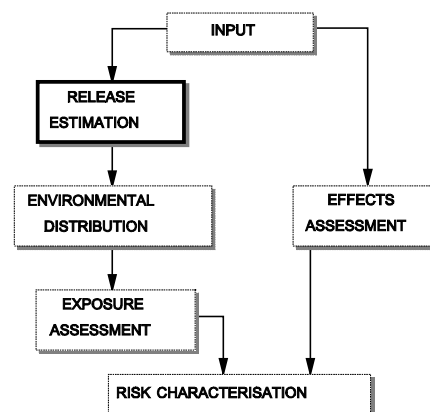 INPUT
RELEASE
ESTIMATION
ENVIRONMENTAL
DISTRIBUTION
EFFECTS
ASSESSMENT
EXPOSURE
ASSESSMENT
RISK CHARACTERISATION